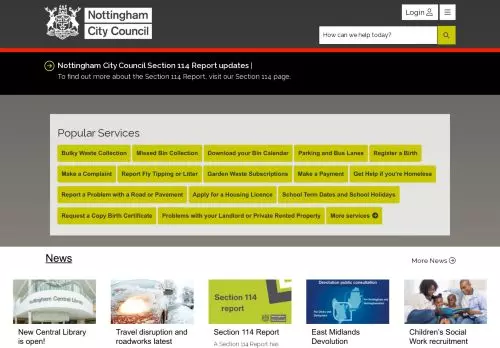 Nottingham
City Council
Login
How can we help today?
Nottingham City Council Section 114 Report updates |
To find out more about the Section 114 Report, visit our Section 114 page.
Popular Services
Bulky Waste Collection
Missed Bin Collection
Download your Bin Calendar
Parking and Bus Lanes
Register a Birth
Make a Complaint
Report Fly Tipping or Litter
Garden Waste Subscriptions
Make a Payment
Get Help if you're Homeless
Report a Problem with a Road or Pavement
Apply for a Housing Licence
School Term Dates and School Holidays
Request a Copy Birth Certificate
Problems with your Landlord or Private Rented Property
More services
News
More News
Nottingham Central Library
Section 114
report
Devolution public consultation
New Central Library
is open!
Travel disruption and
roadworks latest
Section 114 Report
A Section 114 Report has
East Midlands
Devolution
Children's Social
Work recruitment